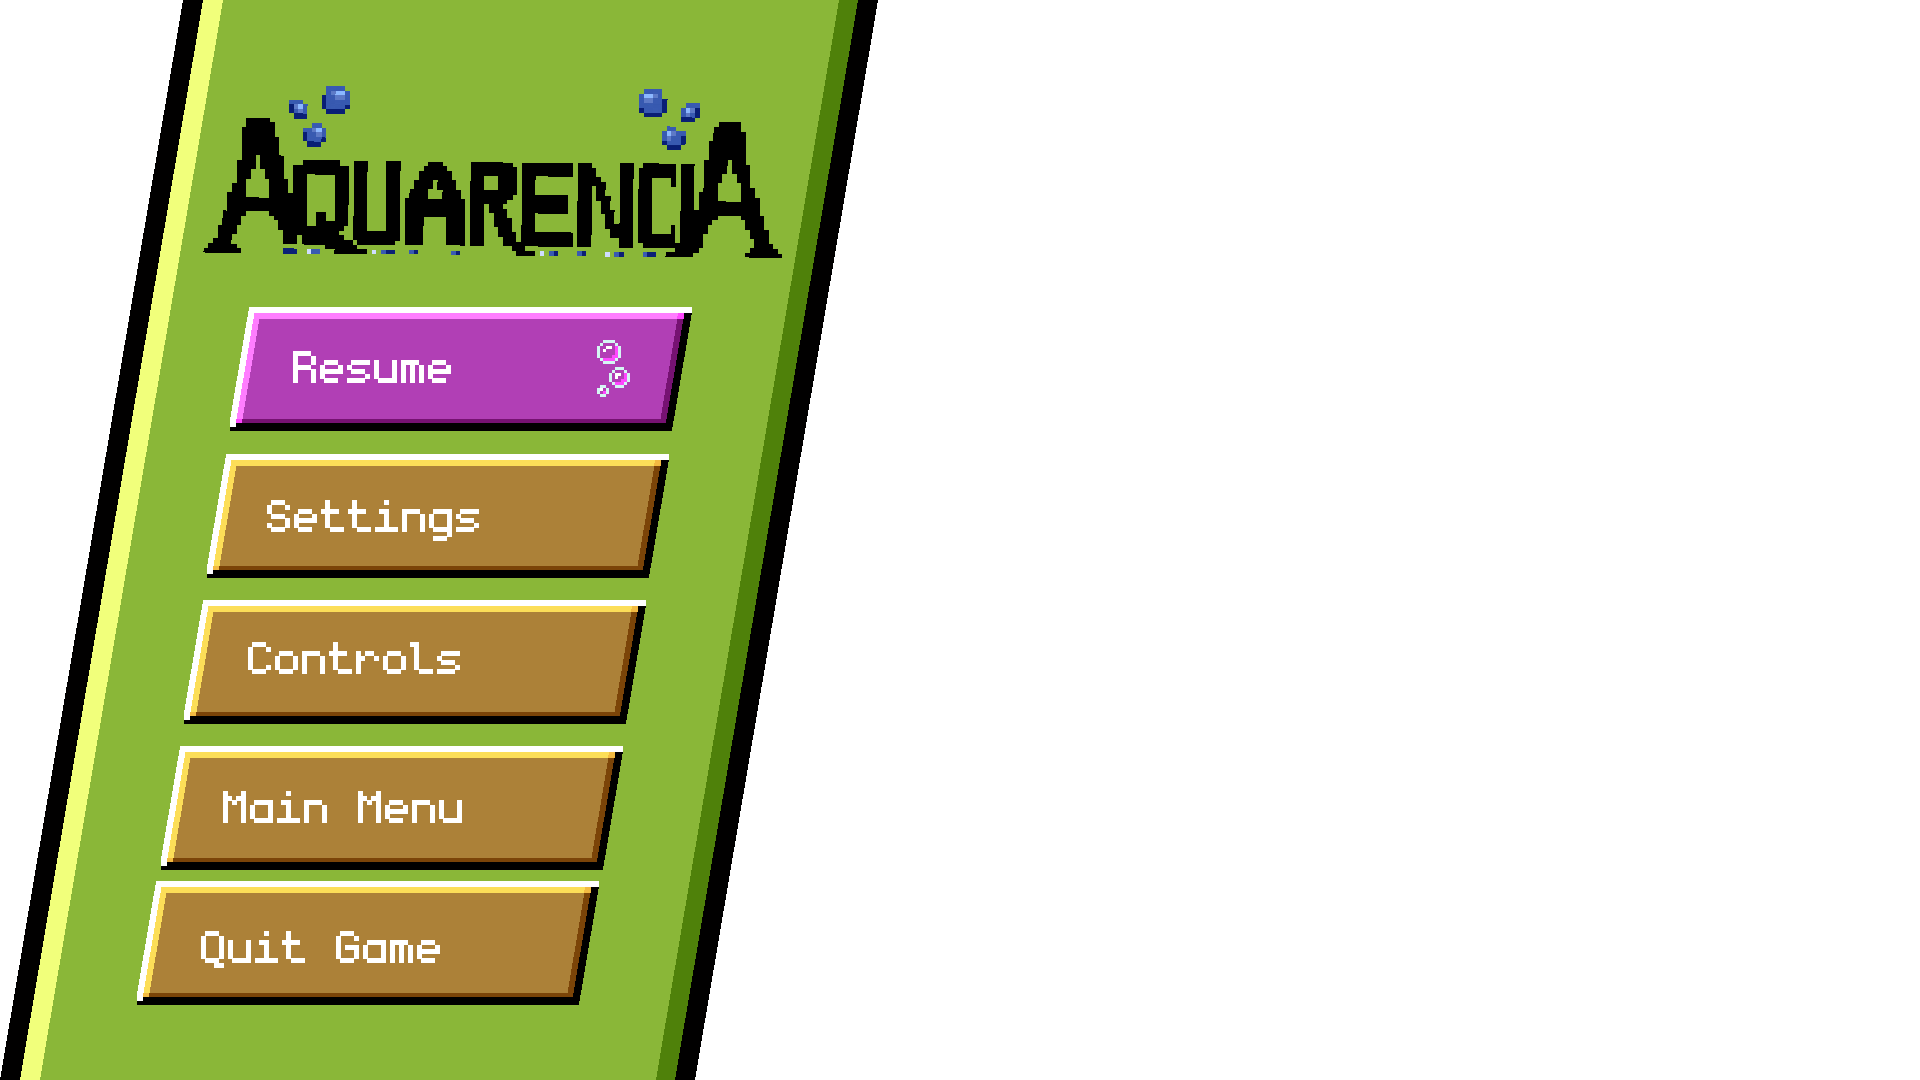 AQUARENCIA
Resume
Settings
Controls
Main Menu
Quit Game